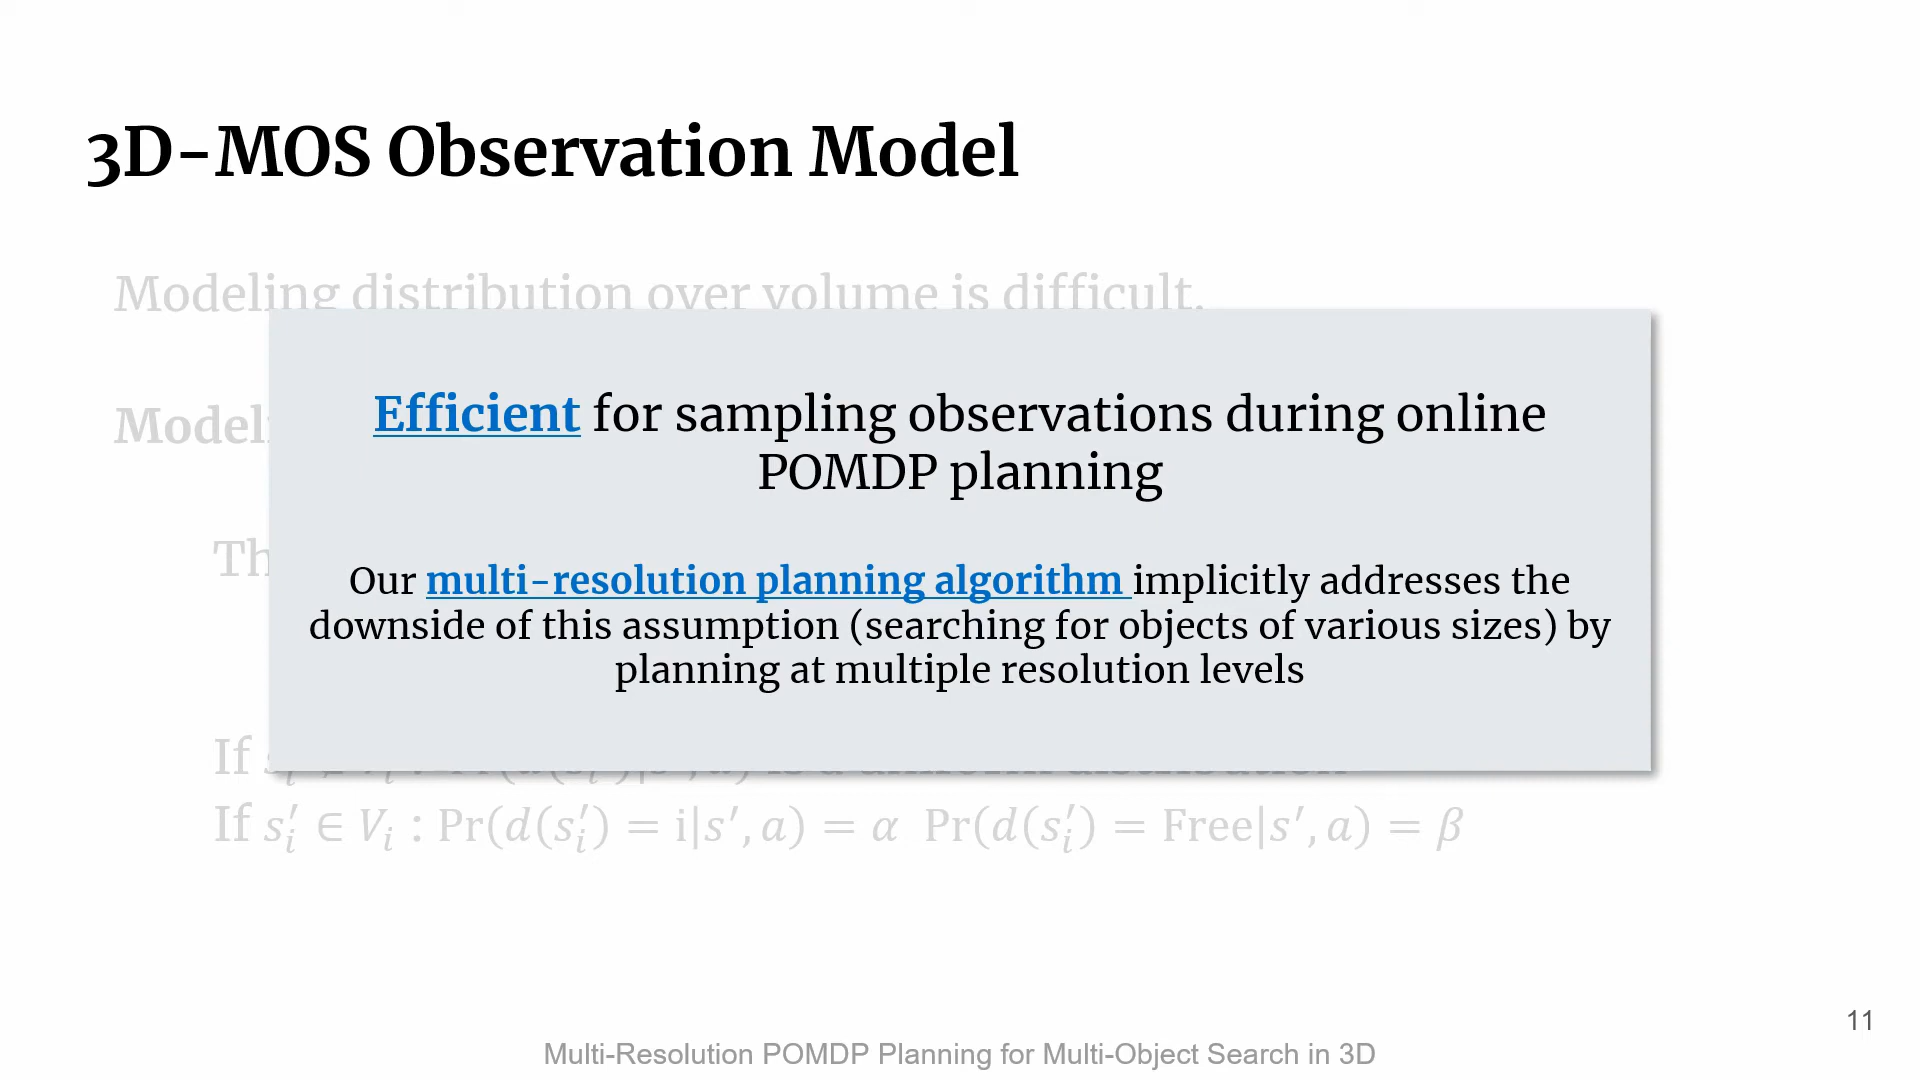 3D-MOS Observation Model
Modeling distribution over volume is difficult.
Efficient for sampling observations during online
POMDP planning
Our multi-resolution planning algorithm implicitly addresses the
downside of this assumption (searching for objects of various sizes) by
planning at multiple resolution levels
If
If s′ᵢ ∈ Vᵢ : Pr(d(s′ᵢ) = i|s′, a) = α Pr(d(s′ᵢ) = Free|s′, a) = β
11
Multi-Resolution POMDP Planning for Multi-Object Search in 3D